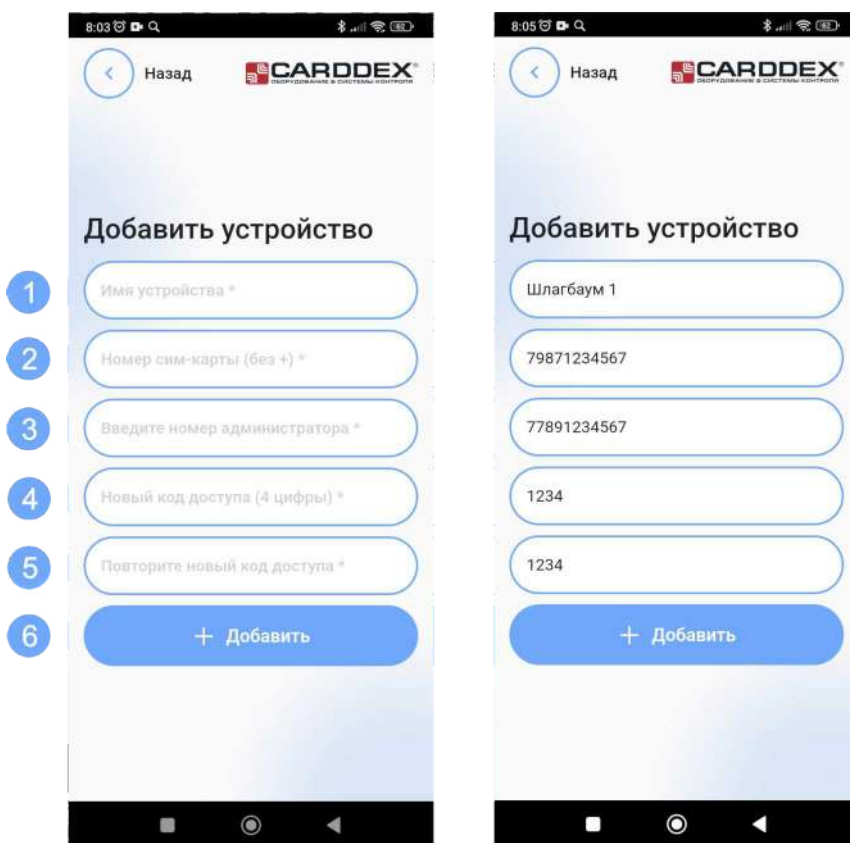 8:03
62
Назад
CARDDEX
ОБОРУДОВАНИЕ & СИСТЕМЫ КОНТРОЛЯ
Добавить устройство
1
Имя устройства *
2
Номер сим-карты (без +) *
3
Введите номер администратора *
4
Новый код доступа (4 цифры) *
5
Повторите новый код доступа *
6
+ Добавить
8:05
62
Назад
CARDDEX
ОБОРУДОВАНИЕ & СИСТЕМЫ КОНТРОЛЯ
Добавить устройство
Шлагбаум 1
79871234567
77891234567
1234
1234
+ Добавить